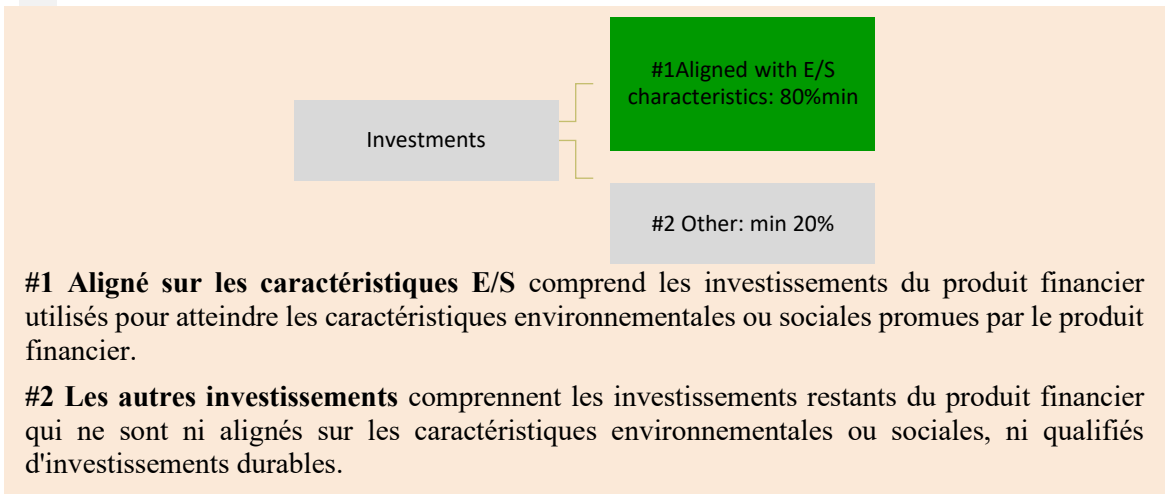 #1Aligned with E/S
characteristics: 80%min
Investments
#2 Other: min 20%
#1 Aligné sur les caractéristiques E/S comprend les investissements du produit financier
utilisés pour atteindre les caractéristiques environnementales ou sociales promues par le produit
financier.
#2 Les autres investissements comprennent les investissements restants du produit financier
qui ne sont ni alignés sur les caractéristiques environnementales ou sociales, ni qualifiés
d'investissements durables.